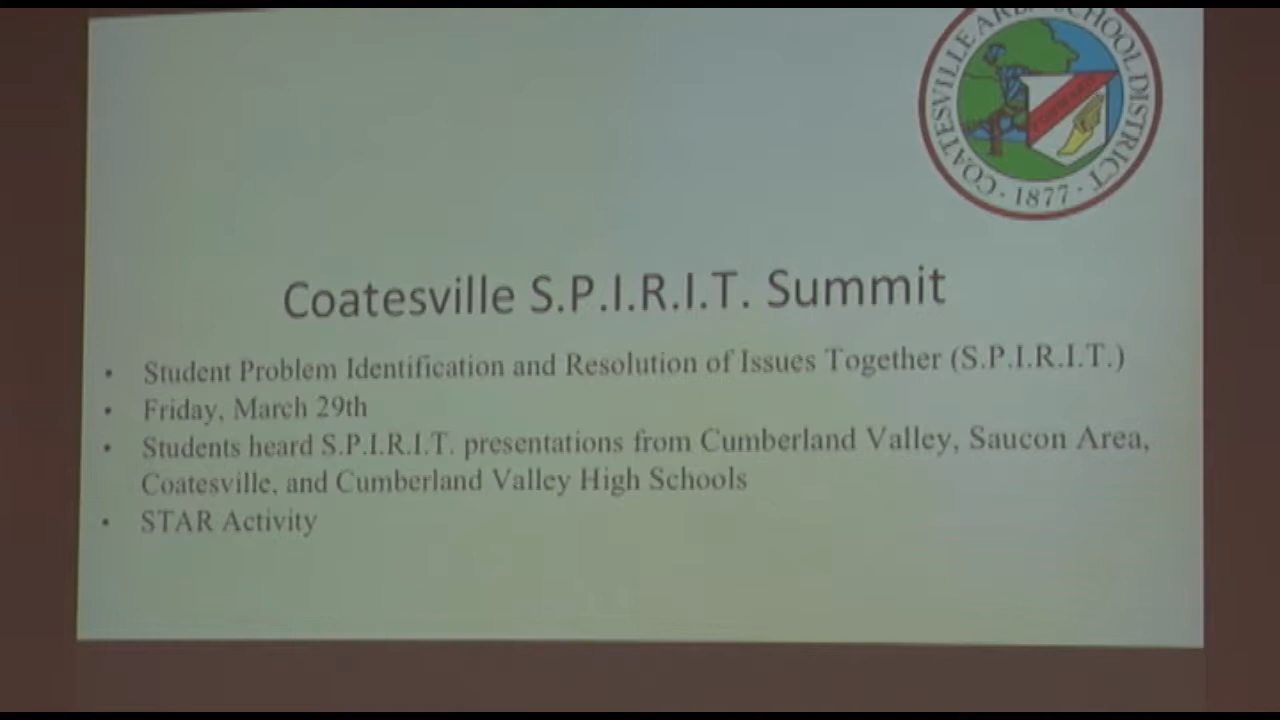 COATESVILLE AREA SCHOOL DISTRICT
· 1877 ·
Coatesville S.P.I.R.I.T. Summit
• Student Problem Identification and Resolution of Issues Together (S.P.I.R.I.T.)
• Friday, March 29th
• Students heard S.P.I.R.I.T. presentations from Cumberland Valley, Saucon Area,
Coatesville, and Cumberland Valley High Schools
• STAR Activity